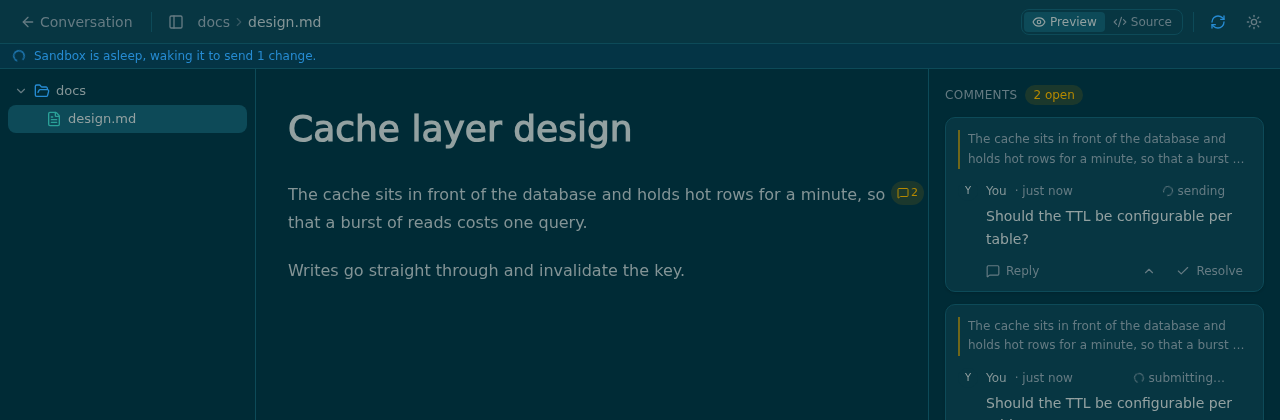 Conversation
docs > design.md
Preview
</> Source
Sandbox is asleep, waking it to send 1 change.
docs
design.md
Cache layer design
The cache sits in front of the database and holds hot rows for a minute, so
2
that a burst of reads costs one query.
Writes go straight through and invalidate the key.
COMMENTS
2 open
The cache sits in front of the database and
holds hot rows for a minute, so that a burst ...
Y You · just now sending
Should the TTL be configurable per
table?
Reply Resolve
The cache sits in front of the database and
holds hot rows for a minute, so that a burst ...
Y You · just now submitting...
Should the TTL be configurable per